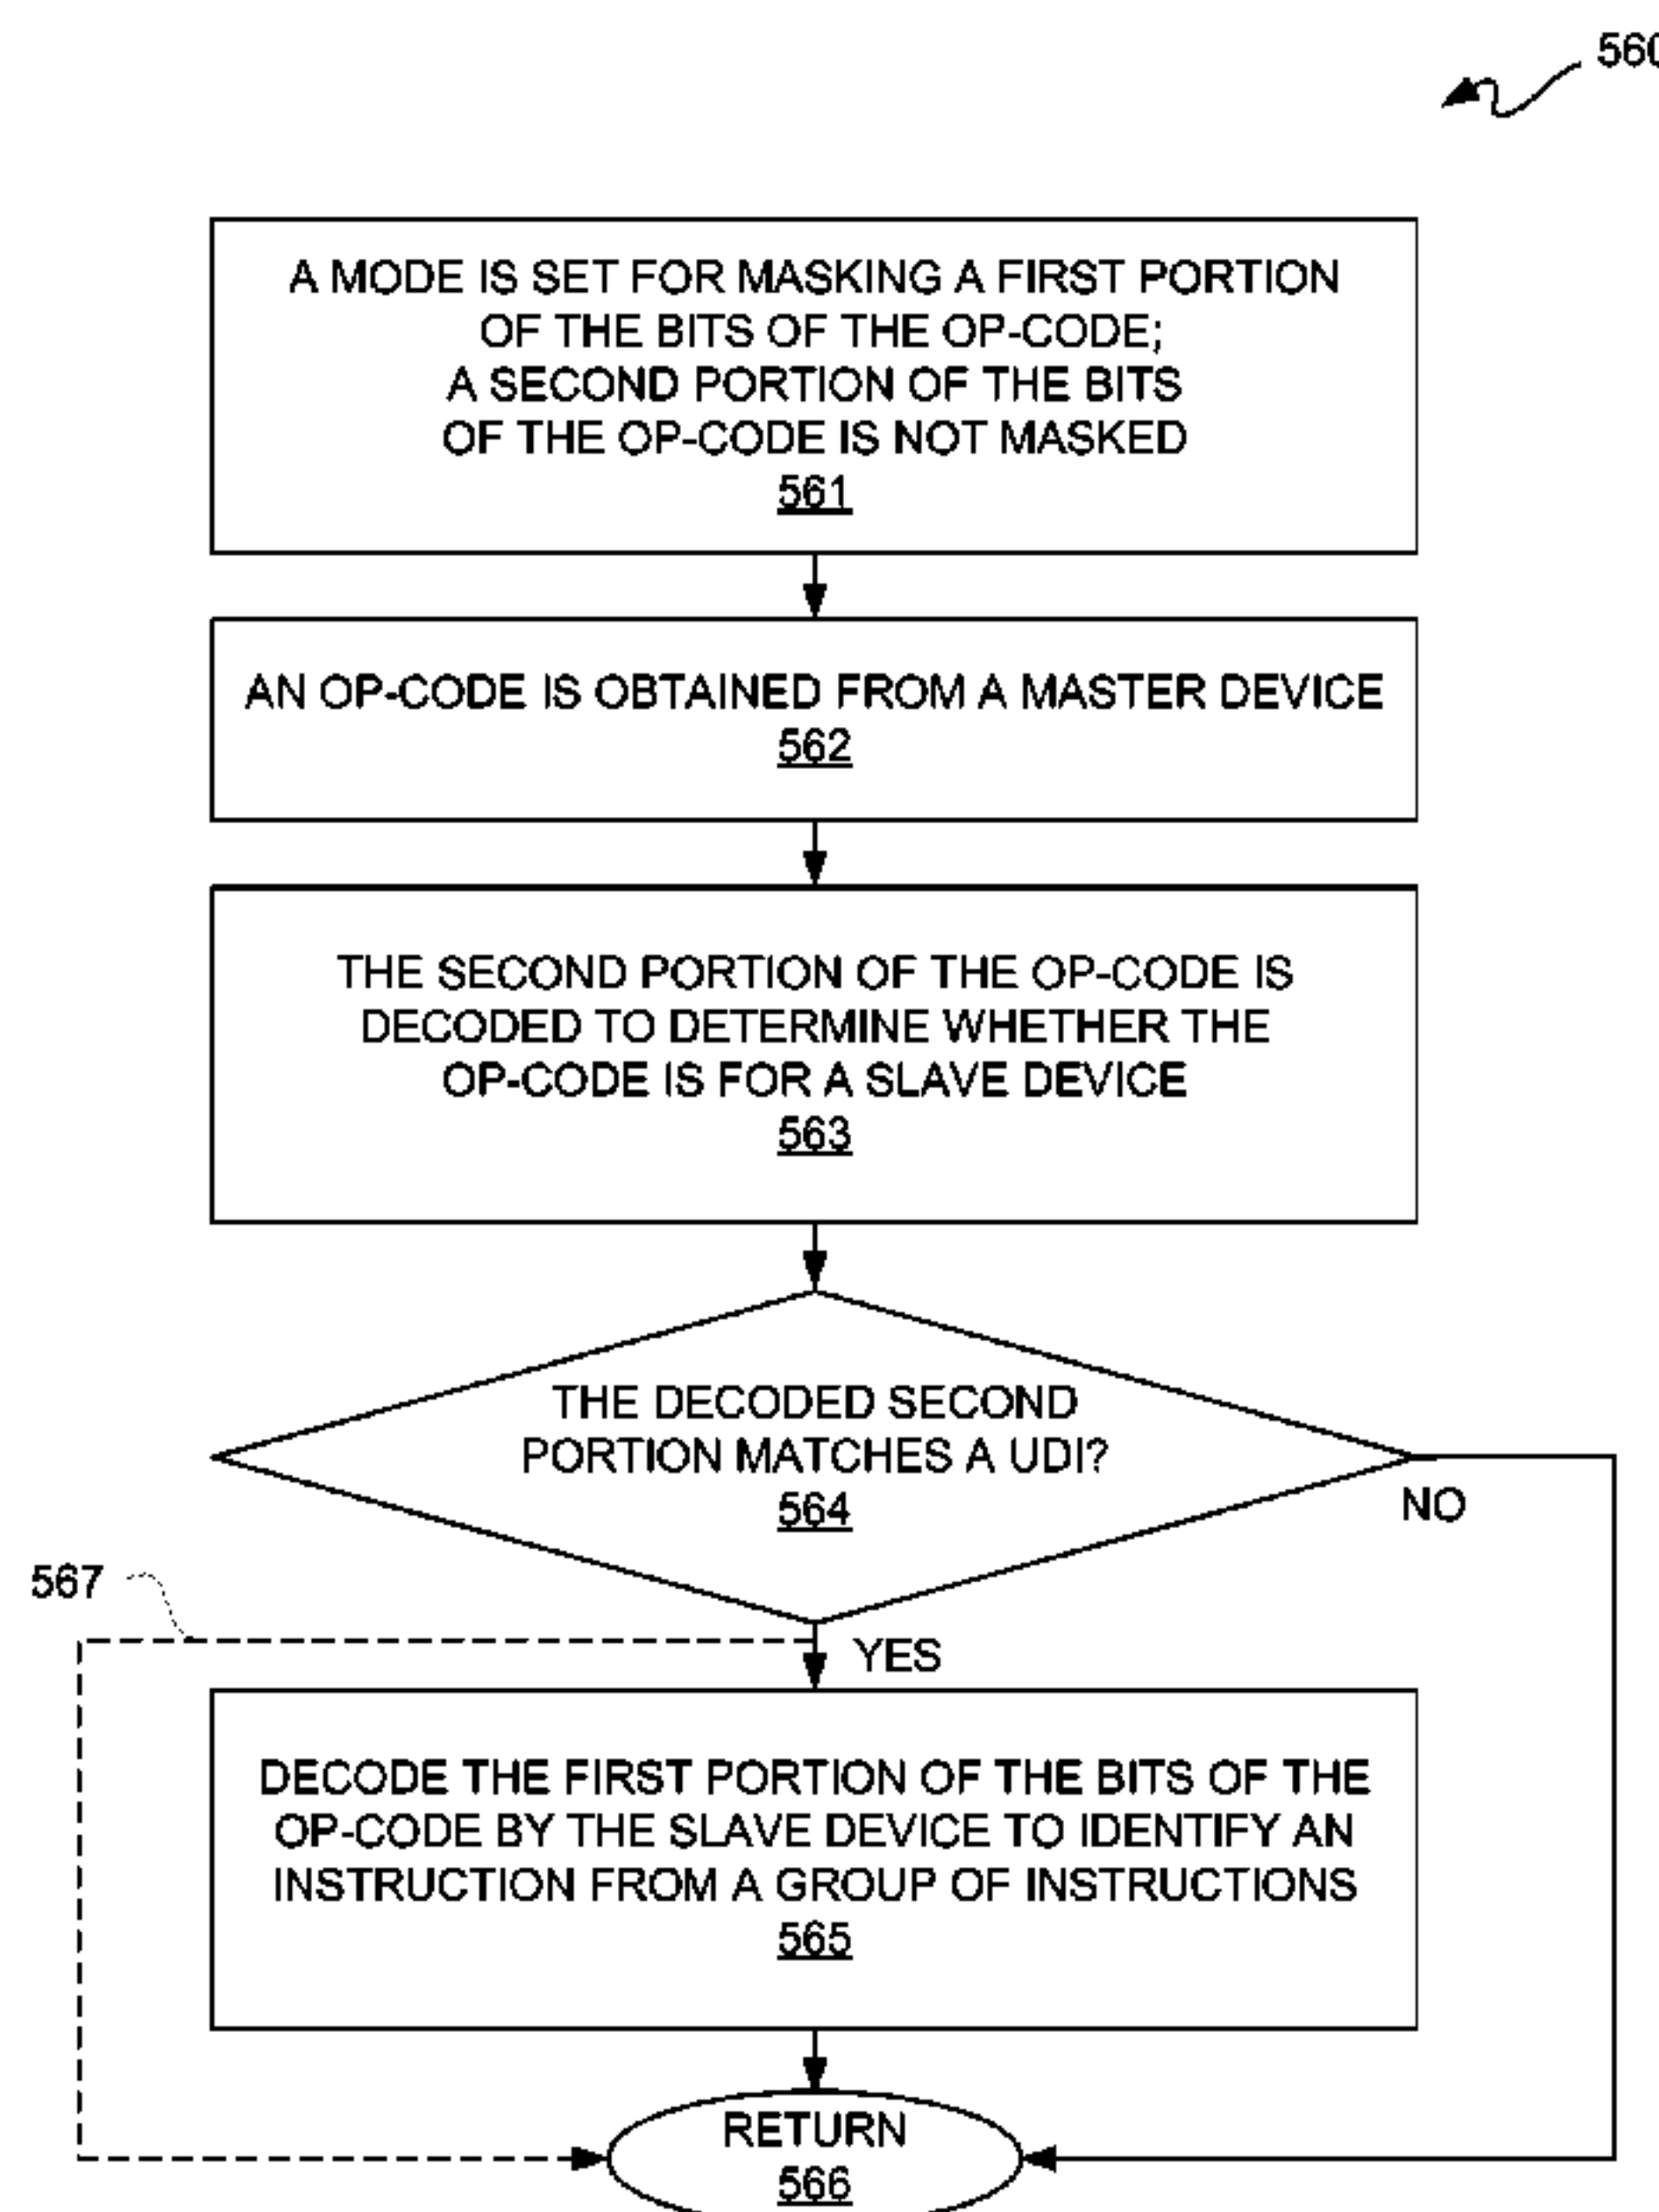 560
A MODE IS SET FOR MASKING A FIRST PORTION
OF THE BITS OF THE OP-CODE;
A SECOND PORTION OF THE BITS
OF THE OP-CODE IS NOT MASKED
561
AN OP-CODE IS OBTAINED FROM A MASTER DEVICE
562
THE SECOND PORTION OF THE OP-CODE IS
DECODED TO DETERMINE WHETHER THE
OP-CODE IS FOR A SLAVE DEVICE
563
THE DECODED SECOND
PORTION MATCHES A UDI?
564
NO
567
YES
DECODE THE FIRST PORTION OF THE BITS OF THE
OP-CODE BY THE SLAVE DEVICE TO IDENTIFY AN
INSTRUCTION FROM A GROUP OF INSTRUCTIONS
565
RETURN
566